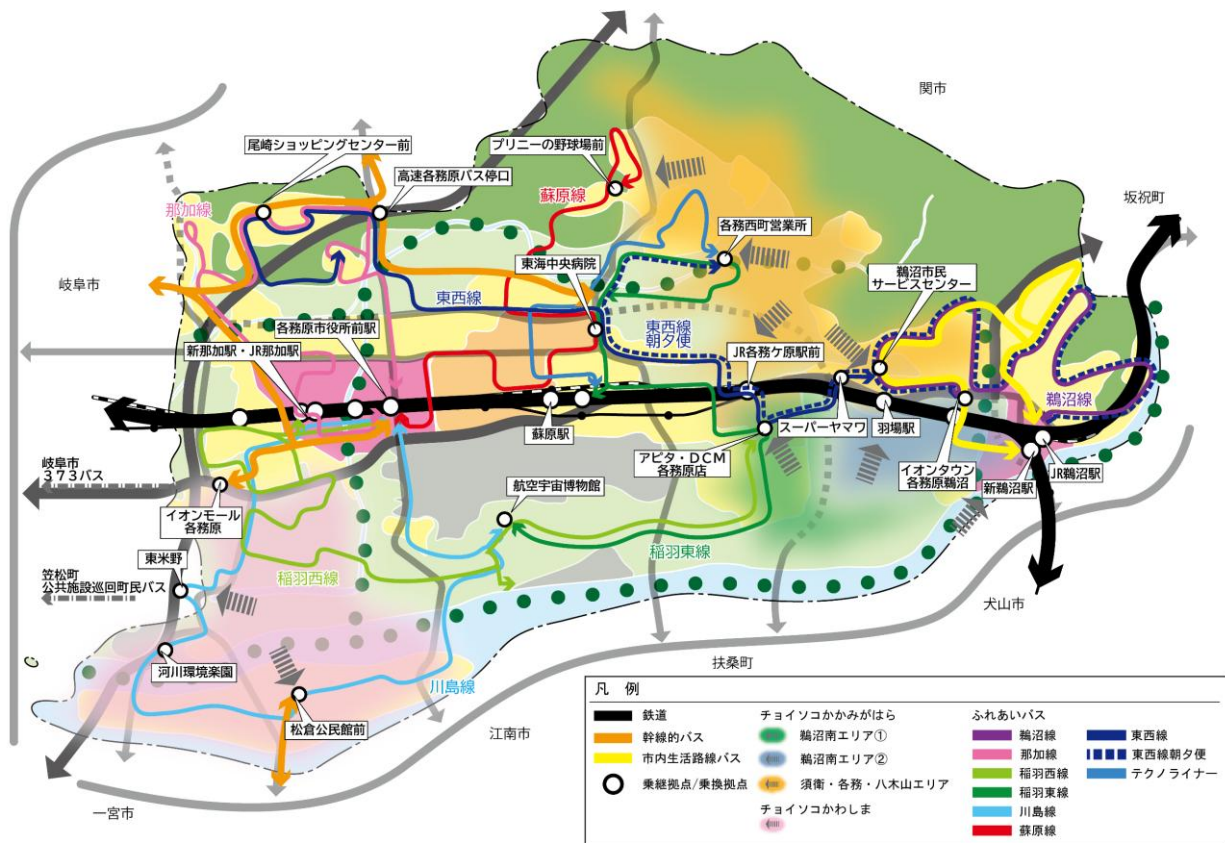 関市
坂祝町
尾崎ショッピングセンター前
プリニーの野球場前
高速各務原バス停口
蘇原線
那加線
各務西町営業所
鵜沼市民
サービスセンター
岐阜市
東海中央病院
東西線
各務原市役所前駅
東西線
朝夕便
新那加駅・JR那加駅
JR各務ケ原駅前
鵜沼線
蘇原駅
スーパーヤマワ
羽場駅
アピタ・DCM
各務原店
イオンタウン
各務原鵜沼
新鵜沼駅
JR鵜沼駅
岐阜市
373バス
イオンモール
各務原
航空宇宙博物館
稲羽東線
東米野
稲羽西線
笠松町
公共施設巡回町民バス
犬山市
河川環境楽園
扶桑町
川島線
松倉公民館前
江南市
一宮市
凡 例
鉄道
幹線的バス
市内生活路線バス
乗継拠点/乗換拠点
チョイソコかかみがはら
鵜沼南エリア①
鵜沼南エリア②
須衛・各務・八木山エリア
チョイソコかわしま
ふれあいバス
鵜沼線
那加線
稲羽西線
稲羽東線
川島線
蘇原線
東西線
東西線朝夕便
テクノライナー